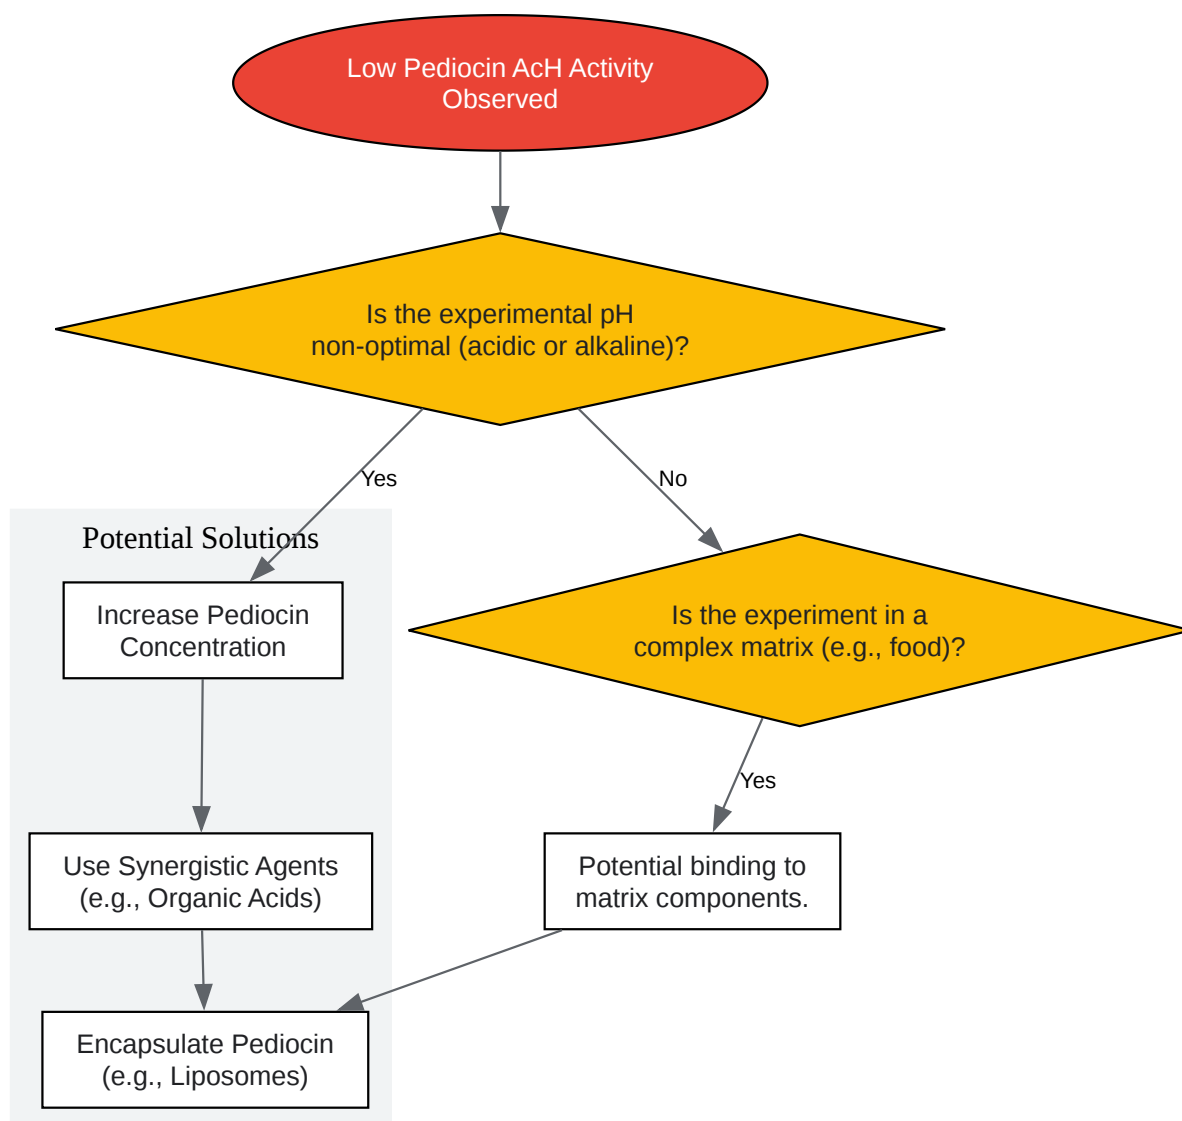 Low Pediocin AcH Activity
Observed
Is the experimental pH
non-optimal (acidic or alkaline)?
Yes
No
Potential Solutions
Increase Pediocin
Concentration
Is the experiment in a
complex matrix (e.g., food)?
Yes
Use Synergistic Agents
(e.g., Organic Acids)
Potential binding to
matrix components.
Encapsulate Pediocin
(e.g., Liposomes)